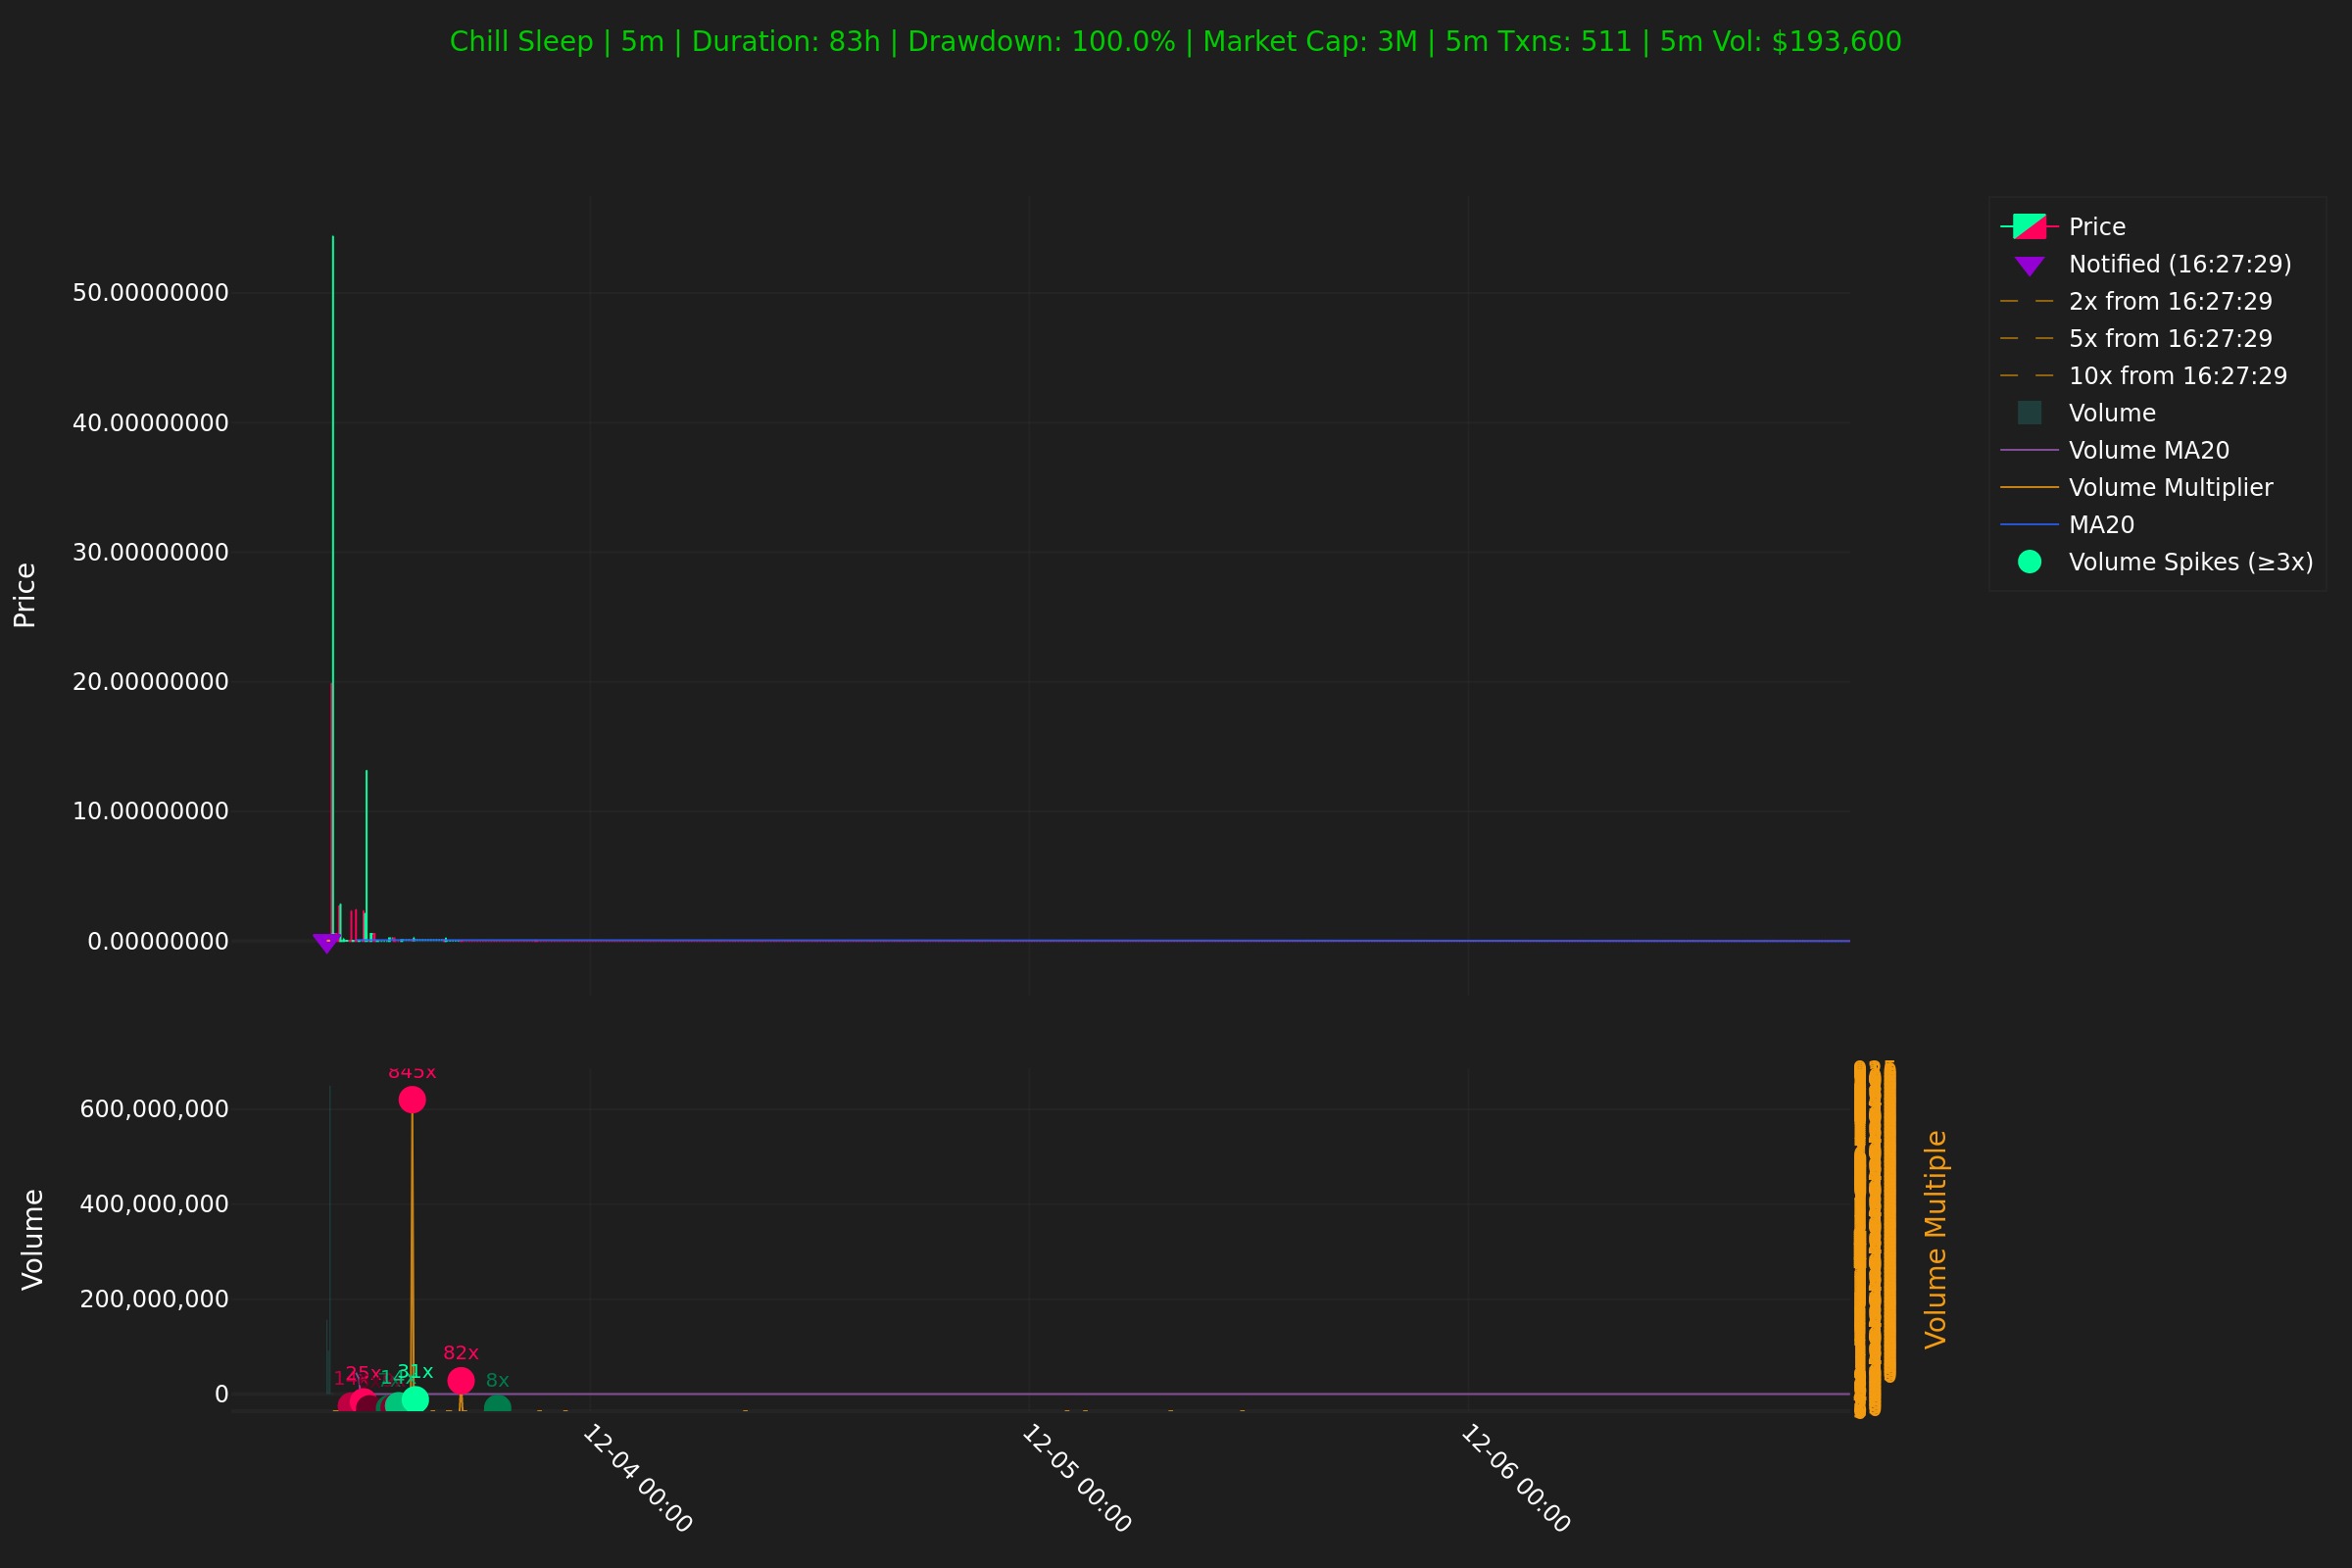 Chill Sleep | 5m | Duration: 83h | Drawdown: 100.0% | Market Cap: 3M | 5m Txns: 511 | 5m Vol: $193,600
Price
50.00000000
40.00000000
30.00000000
20.00000000
10.00000000
0.00000000
Price
Notified (16:27:29)
2x from 16:27:29
5x from 16:27:29
10x from 16:27:29
Volume
Volume MA20
Volume Multiplier
MA20
Volume Spikes (≥3x)
Volume
600,000,000
400,000,000
200,000,000
0
845x
82x
25x
31x
8x
Volume Multiple
12-04 00:00
12-05 00:00
12-06 00:00